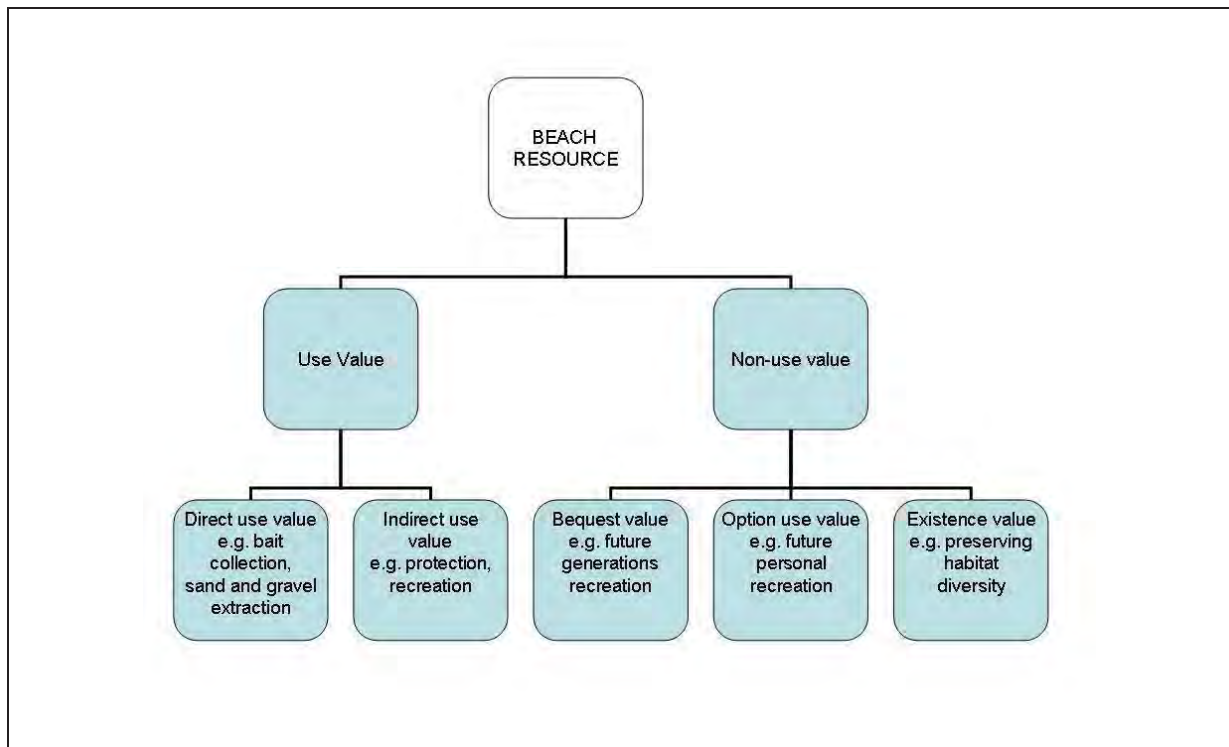 BEACH
RESOURCE
Use Value
Non-use value
Direct use value
e.g. bait
collection,
sand and gravel
extraction
Indirect use
value
e.g. protection,
recreation
Bequest value
e.g. future
generations
recreation
Option use value
e.g. future
personal
recreation
Existence value
e.g. preserving
habitat
diversity